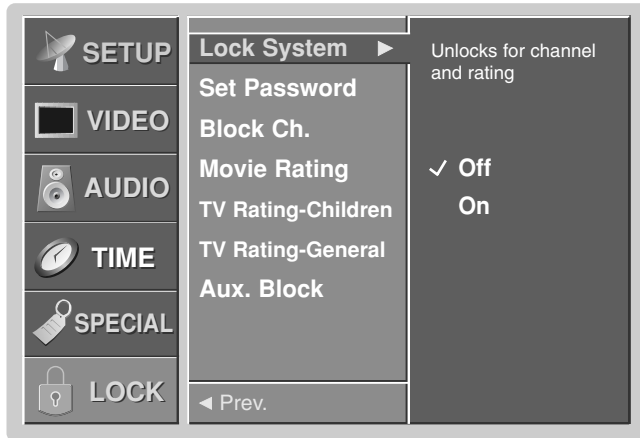 SETUP
VIDEO
AUDIO
TIME
SPECIAL
LOCK
Lock System ►
Set Password
Block Ch.
Movie Rating
TV Rating-Children
TV Rating-General
Aux. Block
◄ Prev.
Unlocks for channel
and rating
✓ Off
On